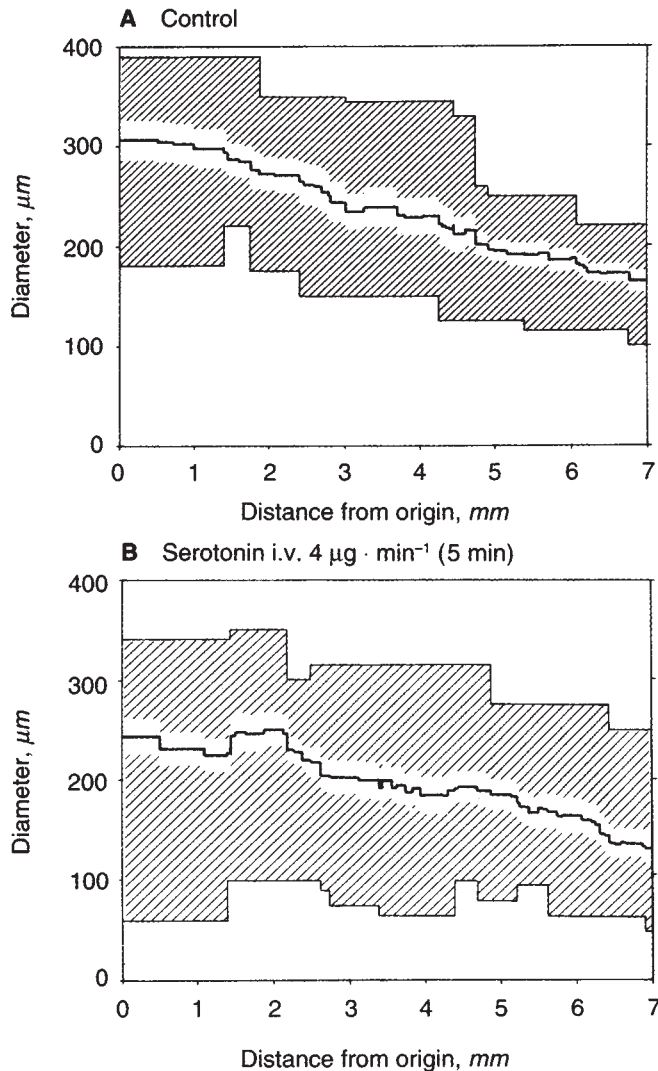 A Control
400
300
200
100
0
Diameter, μm
0 1 2 3 4 5 6 7
Distance from origin, mm
B Serotonin i.v. 4 μg · min⁻¹ (5 min)
400
300
200
100
0
Diameter, μm
0 1 2 3 4 5 6 7
Distance from origin, mm